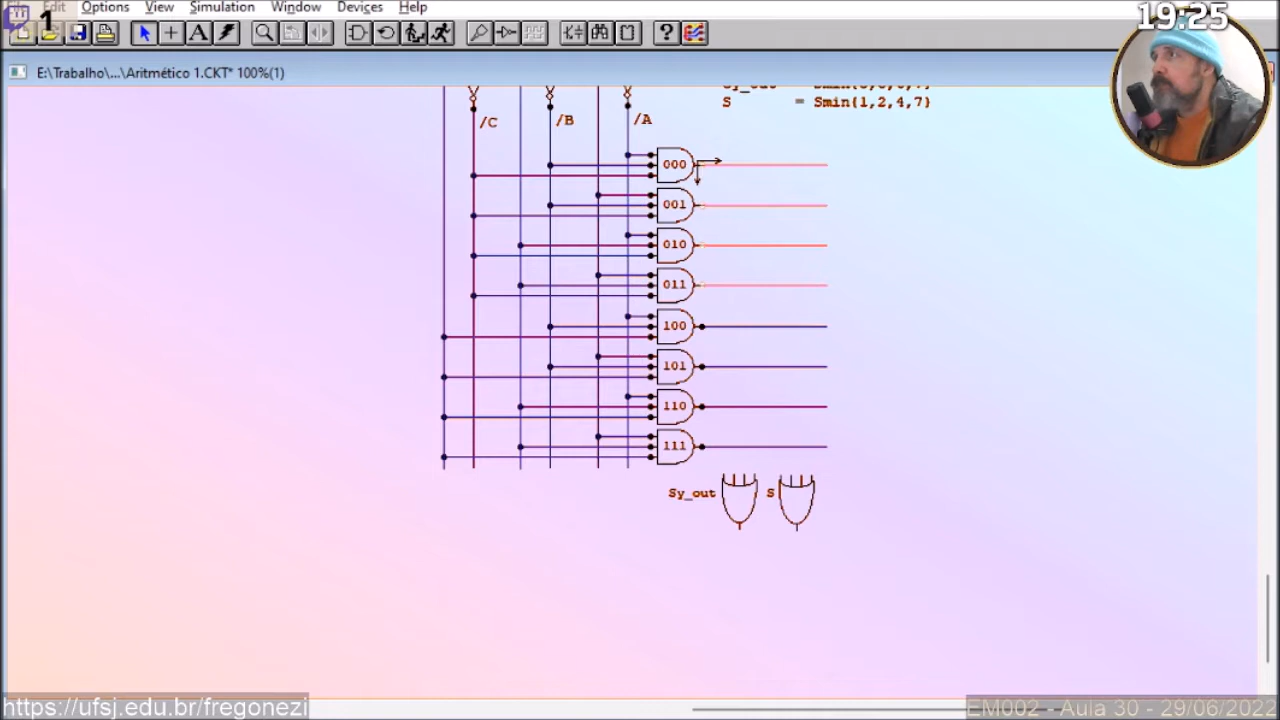 Edit Options View Simulation Window Devices Help
1
19:25
E:\Trabalho\...\Aritmético 1.CKT* 100%(1)
S = Smin{1,2,4,7}
/C /B /A
000
001
010
011
100
101
110
111
Sy_out S
https://ufsj.edu.br/fregonezi
EM002 - Aula 30 - 29/06/2022